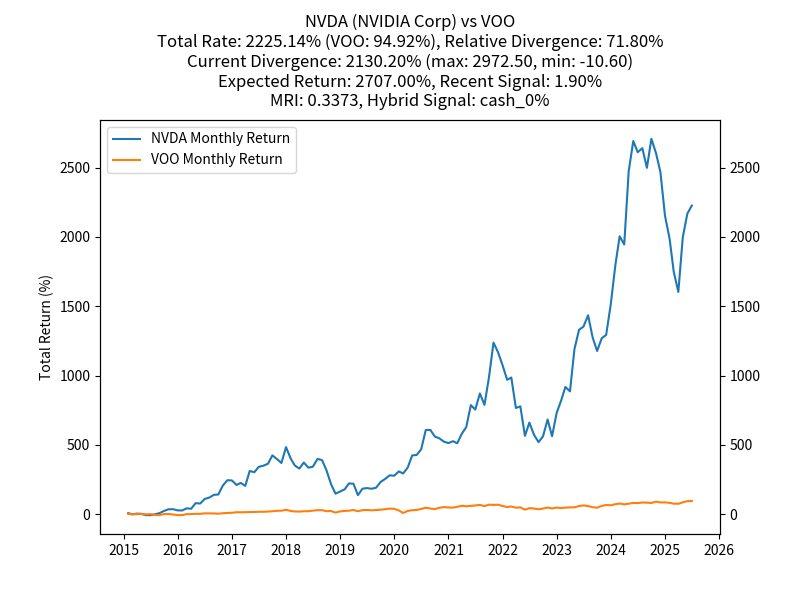 NVDA (NVIDIA Corp) vs VOO
Total Rate: 2225.14% (VOO: 94.92%), Relative Divergence: 71.80%
Current Divergence: 2130.20% (max: 2972.50, min: -10.60)
Expected Return: 2707.00%, Recent Signal: 1.90%
MRI: 0.3373, Hybrid Signal: cash_0%
NVDA Monthly Return
VOO Monthly Return
Total Return (%)
2500 2500
2000 2000
1500 1500
1000 1000
500 500
0 0
2015 2016 2017 2018 2019 2020 2021 2022 2023 2024 2025 2026